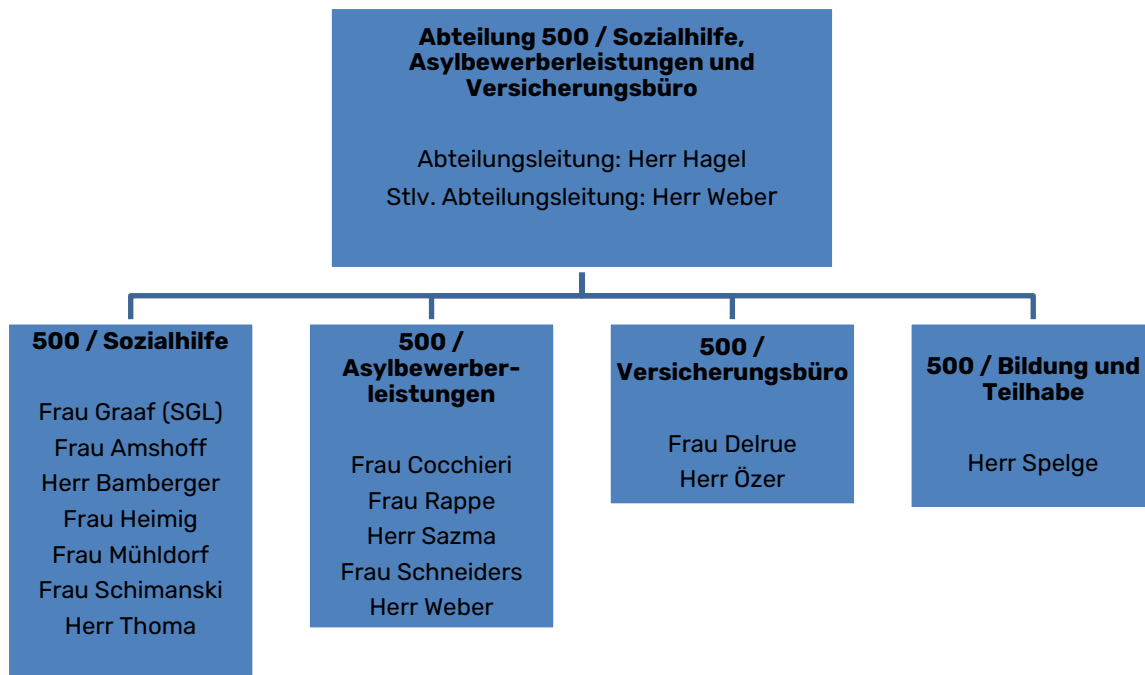 Abteilung 500 / Sozialhilfe,
Asylbewerberleistungen und
Versicherungsbüro
Abteilungsleitung: Herr Hagel
Stlv. Abteilungsleitung: Herr Weber
500 / Sozialhilfe
Frau Graaf (SGL)
Frau Amshoff
Herr Bamberger
Frau Heimig
Frau Mühldorf
Frau Schimanski
Herr Thoma
500 /
Asylbewerber-
leistungen
Frau Cocchieri
Frau Rappe
Herr Sazma
Frau Schneiders
Herr Weber
500 /
Versicherungsbüro
Frau Delrue
Herr Özer
500 / Bildung und
Teilhabe
Herr Spelge